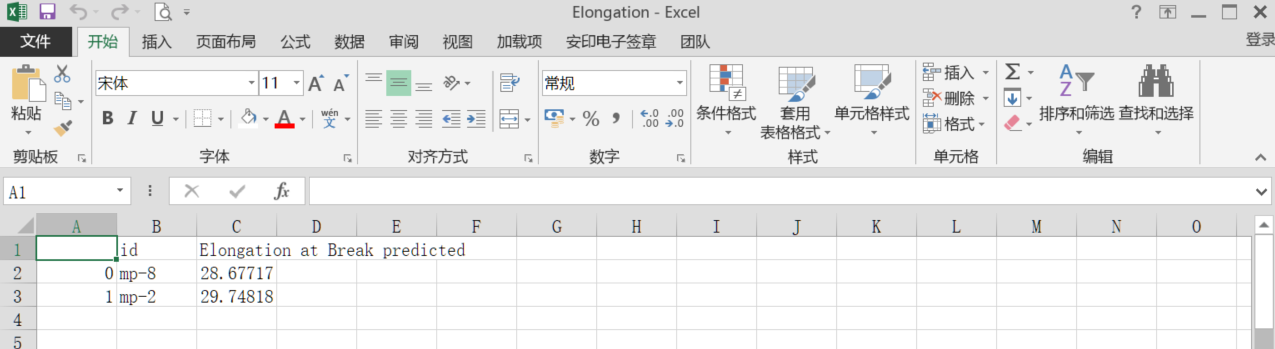 Elongation - Excel
?
文件 开始 插入 页面布局 公式 数据 审阅 视图 加载项 安印电子签章 团队 登录
粘贴
剪贴板
宋体 11 A A
B I U A wén 文
字体
对齐方式
常规
% , .0 .00 .00 .0
数字
条件格式
套用
表格格式
单元格样式
样式
插入
删除
格式
单元格
Σ
A
Z
排序和筛选 查找和选择
编辑
A1 fx
A B C D E F G H I J K L M N O
1 id Elongation at Break predicted
2 0 mp-8 28.67717
3 1 mp-2 29.74818
4
5